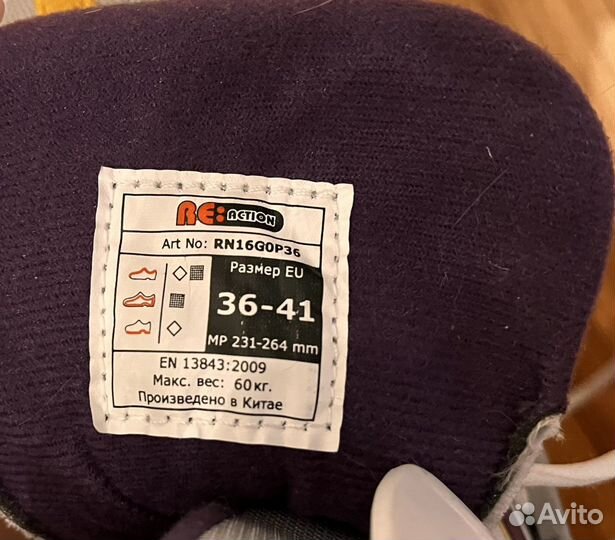 RE:ACTION
Art No: RN16G0P36
Размер EU
36-41
MP 231-264 mm
EN 13843:2009
Макс. вес: 60кг.
Произведено в Китае
Avito